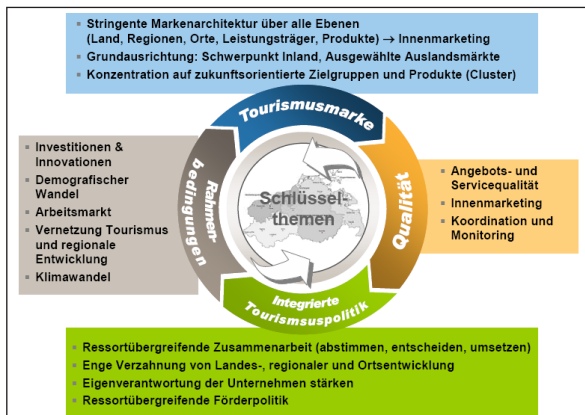 ▪ Stringente Markenarchitektur über alle Ebenen
(Land, Regionen, Orte, Leistungsträger, Produkte) → Innenmarketing
▪ Grundausrichtung: Schwerpunkt Inland, Ausgewählte Auslandsmärkte
▪ Konzentration auf zukunftsorientierte Zielgruppen und Produkte (Cluster)
Tourismusmarke
▪ Investitionen &
Innovationen
▪ Demografischer
Wandel
▪ Arbeitsmarkt
▪ Vernetzung Tourismus
und regionale
Entwicklung
▪ Klimawandel
Rahmen-
bedingungen
Schlüssel-
themen
Qualität
▪ Angebots- und
Servicequalität
▪ Innenmarketing
▪ Koordination und
Monitoring
Integrierte
Tourismsuspolitik
▪ Ressortübergreifende Zusammenarbeit (abstimmen, entscheiden, umsetzen)
▪ Enge Verzahnung von Landes-, regionaler und Ortsentwicklung
▪ Eigenverantwortung der Unternehmen stärken
▪ Ressortübergreifende Förderpolitik